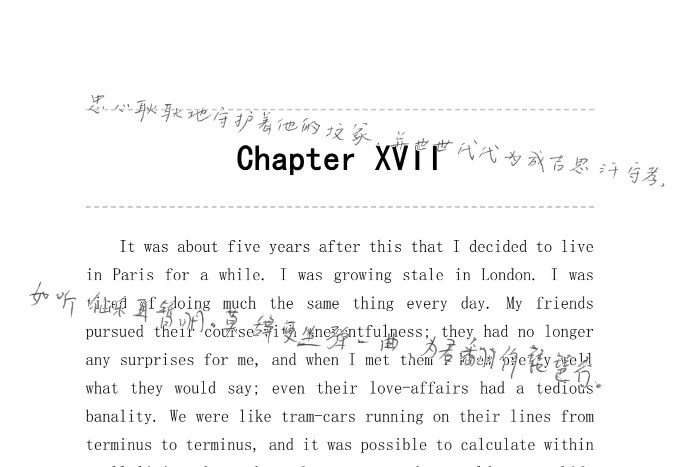 忠心耿耿地守护着他的坟冢，并世世代代为成吉思汗守孝，
Chapter XVII
It was about five years after this that I decided to live
in Paris for a while. I was growing stale in London. I was
tired of doing much the same thing every day. My friends
如听仙乐耳暂明。莫辞更坐弹一曲，为君翻作琵琶行。
pursued their course with uneventfulness; they had no longer
any surprises for me, and when I met them I knew pretty well
what they would say; even their love-affairs had a tedious
banality. We were like tram-cars running on their lines from
terminus to terminus, and it was possible to calculate within